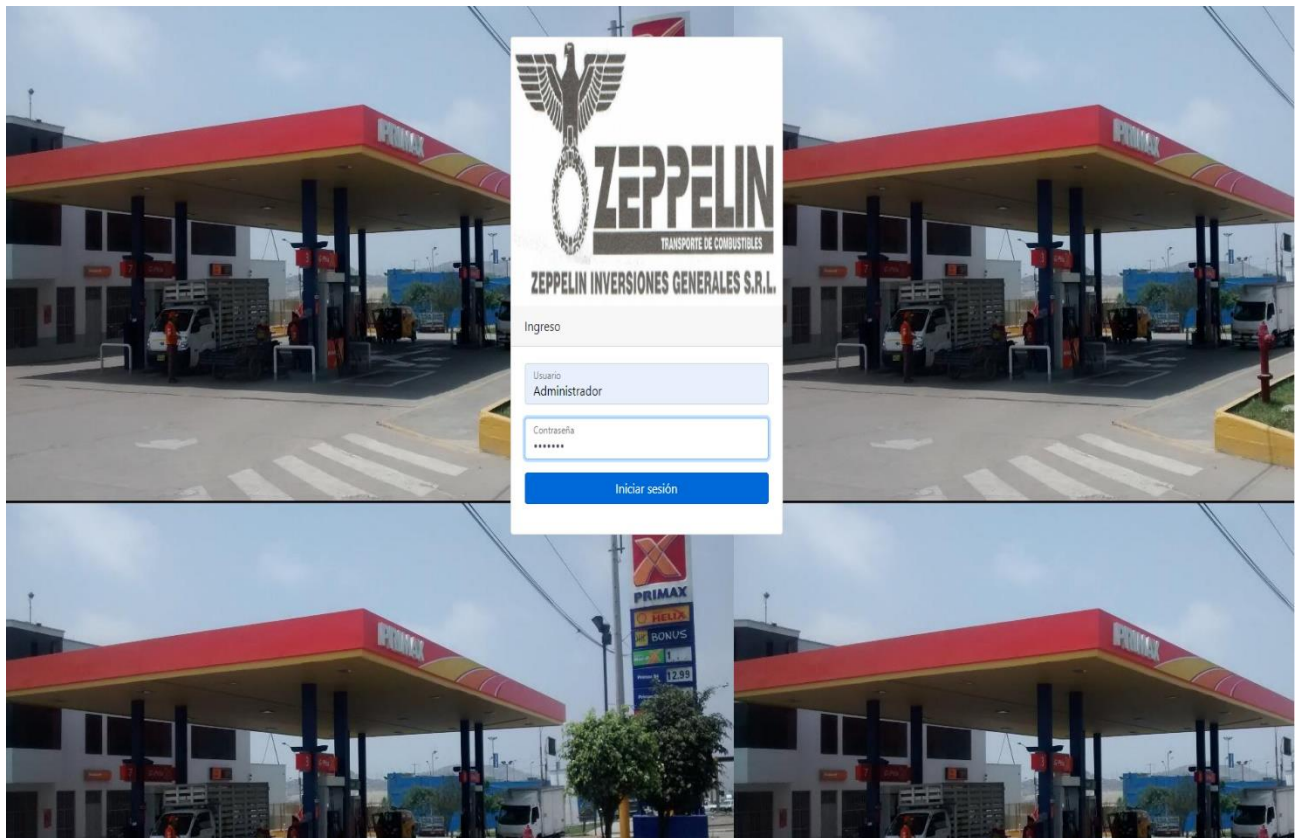 ZEPPELIN
TRANSPORTE DE COMBUSTIBLES
ZEPPELIN INVERSIONES GENERALES S.R.L.
Ingreso
Usuario
Administrador
Contraseña
•••••••
Iniciar sesión
PRIMAX
PRIMAX
PRIMAX
HELIX
BONUS
12.99
PRIMAX
PRIMAX